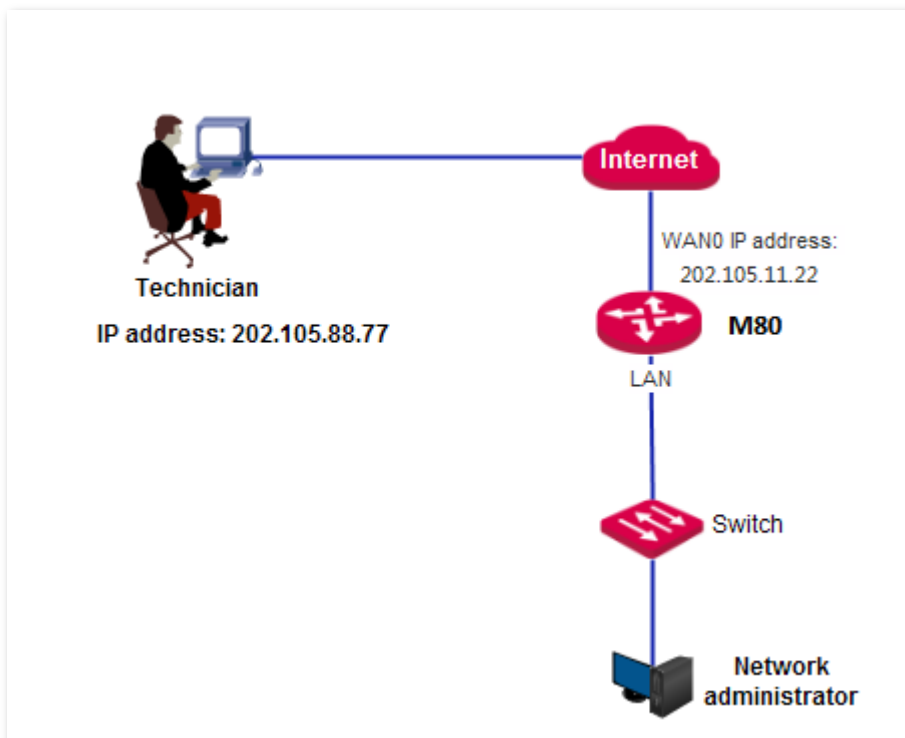 Internet
WAN0 IP address:
202.105.11.22
Technician
IP address: 202.105.88.77
M80
LAN
Switch
Network
administrator